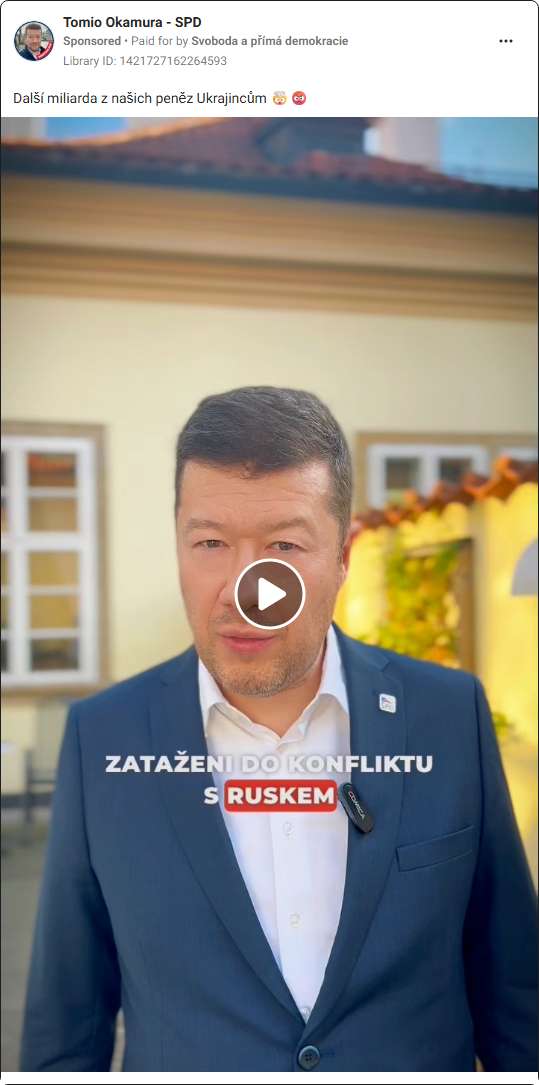 Tomio Okamura - SPD
Sponsored • Paid for by Svoboda a přímá demokracie
Library ID: 1421727162264593
Další miliarda z našich peněz Ukrajincům 🤯 😡
ZATAŽENI DO KONFLIKTU
S RUSKEM
COMICA